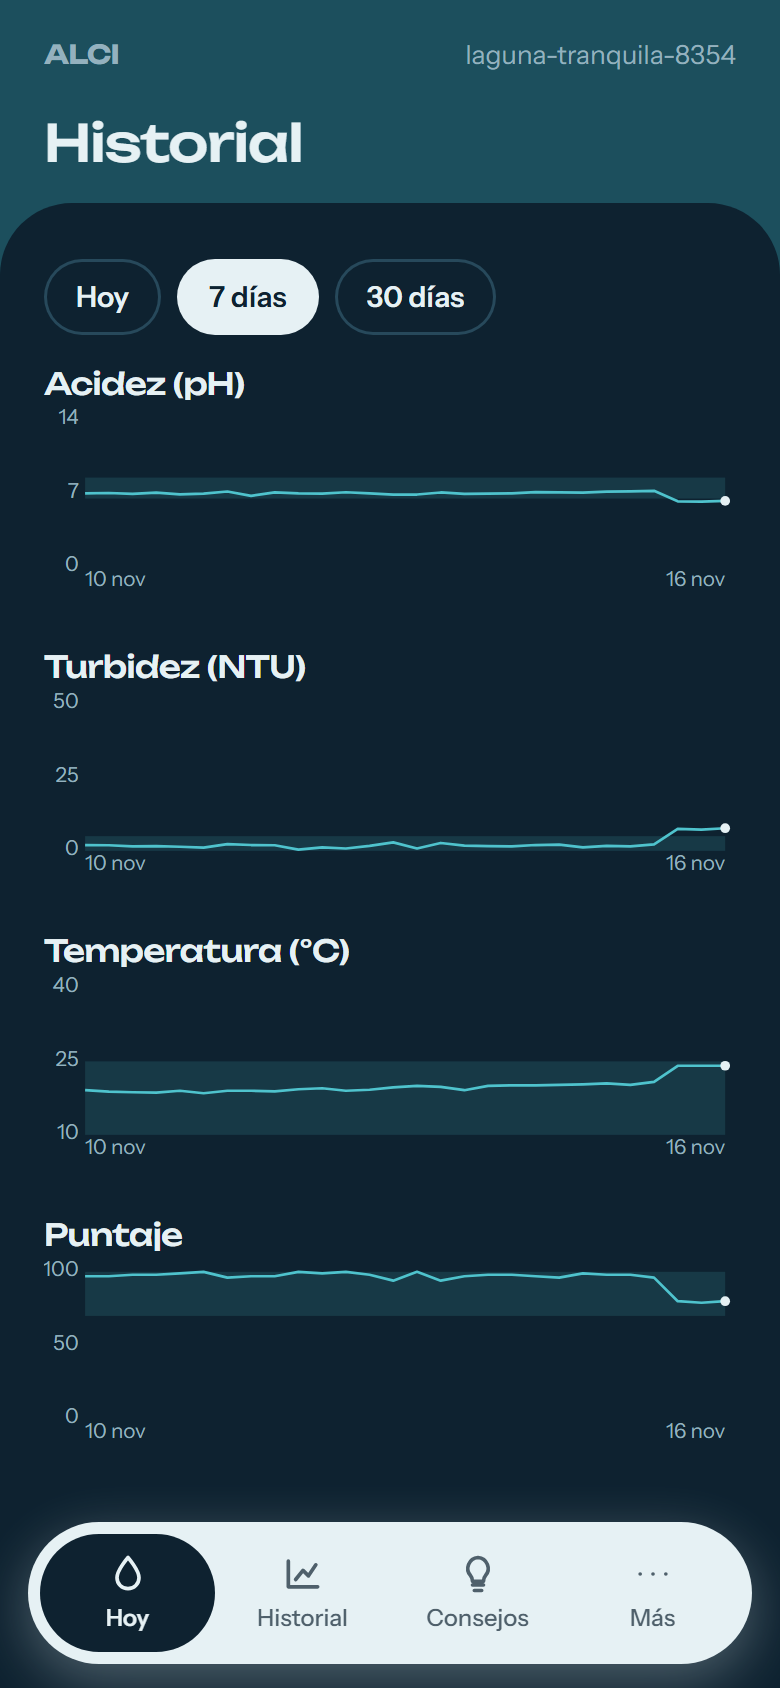 ALCI laguna-tranquila-8354
Historial
Hoy 7 días 30 días
Acidez (pH)
14
7
0
10 nov 16 nov
Turbidez (NTU)
50
25
0
10 nov 16 nov
Temperatura (°C)
40
25
10
10 nov 16 nov
Puntaje
100
50
0
10 nov 16 nov
Hoy Historial Consejos Más